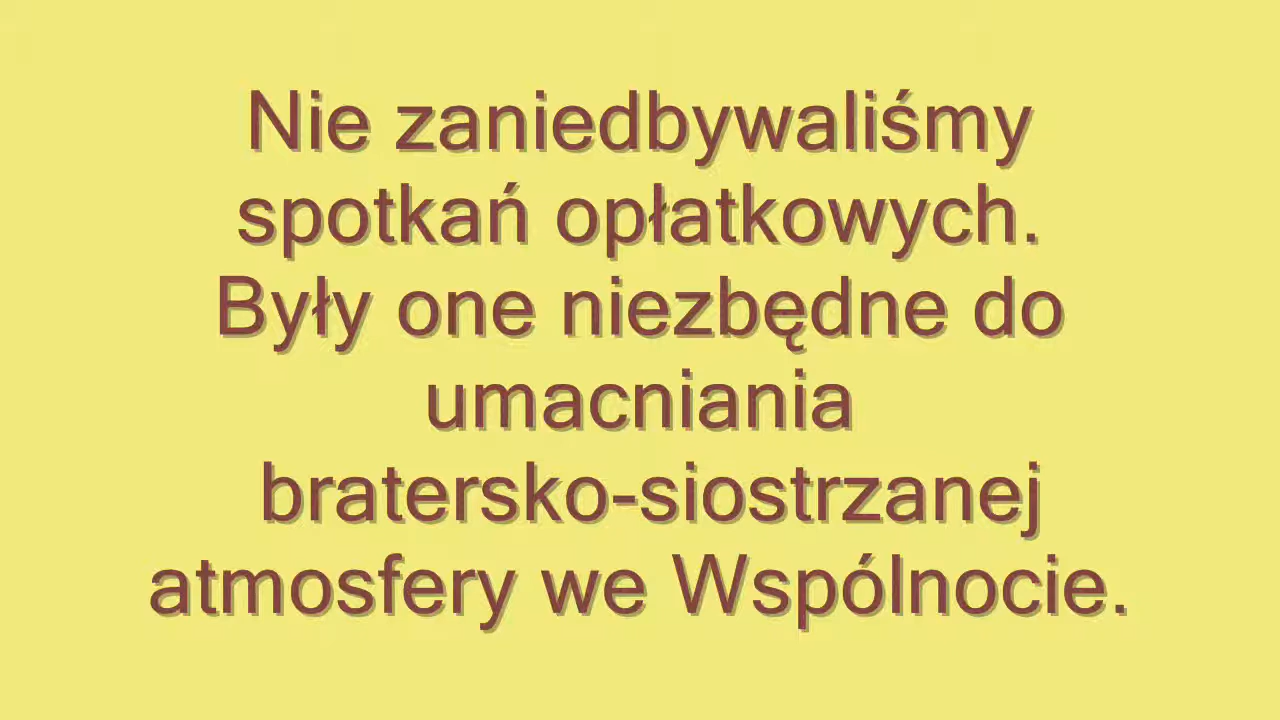 Nie zaniedbywaliśmy
spotkań opłatkowych.
Były one niezbędne do
umacniania
bratersko-siostrzanej
atmosfery we Wspólnocie.